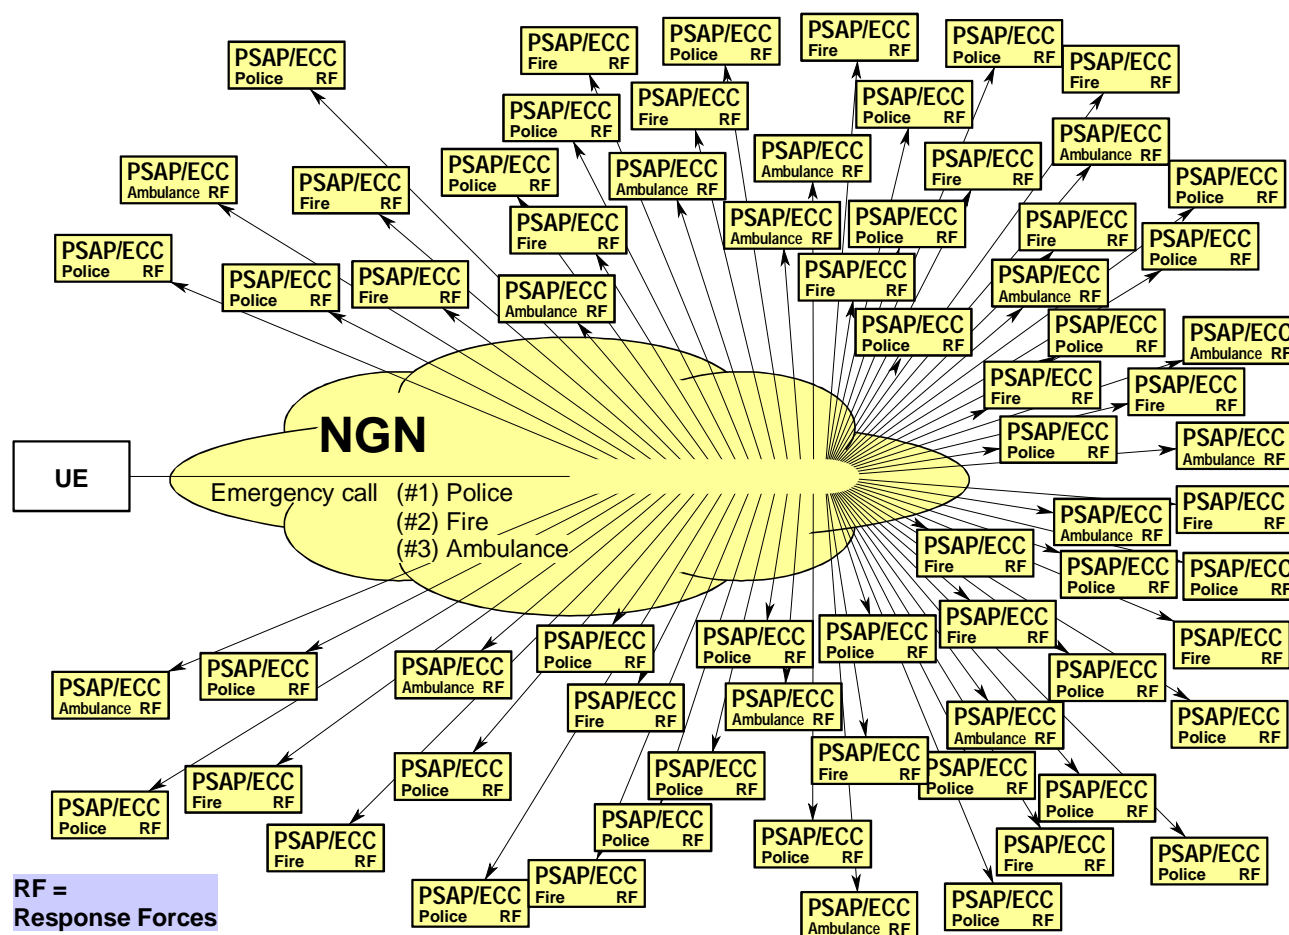 PSAP/ECC
Fire RF
PSAP/ECC
Police RF
PSAP/ECC
Police RF
PSAP/ECC
Fire RF
PSAP/ECC
Police RF
PSAP/ECC
Fire RF
PSAP/ECC
Police RF
PSAP/ECC
Fire RF
PSAP/ECC
Police RF
PSAP/ECC
Ambulance RF
PSAP/ECC
Ambulance RF
PSAP/ECC
Fire RF
PSAP/ECC
Police RF
PSAP/ECC
Ambulance RF
PSAP/ECC
Ambulance RF
PSAP/ECC
Fire RF
PSAP/ECC
Police RF
PSAP/ECC
Police RF
PSAP/ECC
Ambulance RF
PSAP/ECC
Fire RF
PSAP/ECC
Fire RF
PSAP/ECC
Police RF
PSAP/ECC
Police RF
PSAP/ECC
Fire RF
PSAP/ECC
Ambulance RF
PSAP/ECC
Police RF
PSAP/ECC
Fire RF
PSAP/ECC
Ambulance RF
PSAP/ECC
Police RF
PSAP/ECC
Police RF
PSAP/ECC
Ambulance RF
PSAP/ECC
Fire RF
PSAP/ECC
Fire RF
NGN
PSAP/ECC
Police RF
PSAP/ECC
Ambulance RF
UE
Emergency call (#1) Police
(#2) Fire
(#3) Ambulance
PSAP/ECC
Fire RF
PSAP/ECC
Ambulance RF
PSAP/ECC
Fire RF
PSAP/ECC
Police RF
PSAP/ECC
Police RF
PSAP/ECC
Fire RF
PSAP/ECC
Fire RF
PSAP/ECC
Police RF
PSAP/ECC
Police RF
PSAP/ECC
Police RF
PSAP/ECC
Ambulance RF
PSAP/ECC
Police RF
PSAP/ECC
Police RF
PSAP/ECC
Ambulance RF
PSAP/ECC
Fire RF
PSAP/ECC
Ambulance RF
PSAP/ECC
Ambulance RF
PSAP/ECC
Police RF
PSAP/ECC
Fire RF
PSAP/ECC
Police RF
PSAP/ECC
Police RF
PSAP/ECC
Police RF
PSAP/ECC
Fire RF
PSAP/ECC
Police RF
PSAP/ECC
Police RF
PSAP/ECC
Police RF
PSAP/ECC
Police RF
PSAP/ECC
Fire RF
PSAP/ECC
Fire RF
PSAP/ECC
Police RF
PSAP/ECC
Fire RF
PSAP/ECC
Police RF
PSAP/ECC
Police RF
PSAP/ECC
Ambulance RF
RF =
Response Forces